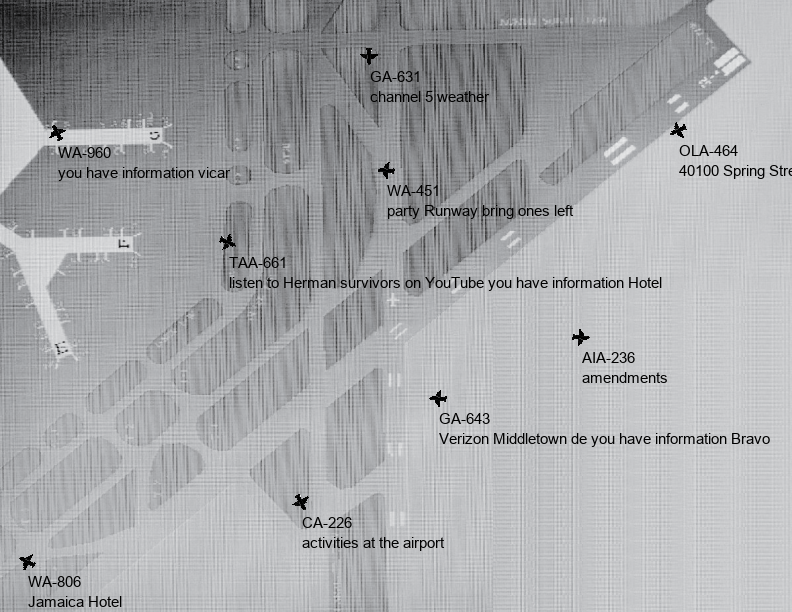 GA-631
channel 5 weather
WA-960
you have information vicar
OLA-464
40100 Spring Stre
WA-451
party Runway bring ones left
TAA-661
listen to Herman survivors on YouTube you have information Hotel
AIA-236
amendments
GA-643
Verizon Middletown de you have information Bravo
CA-226
activities at the airport
WA-806
Jamaica Hotel